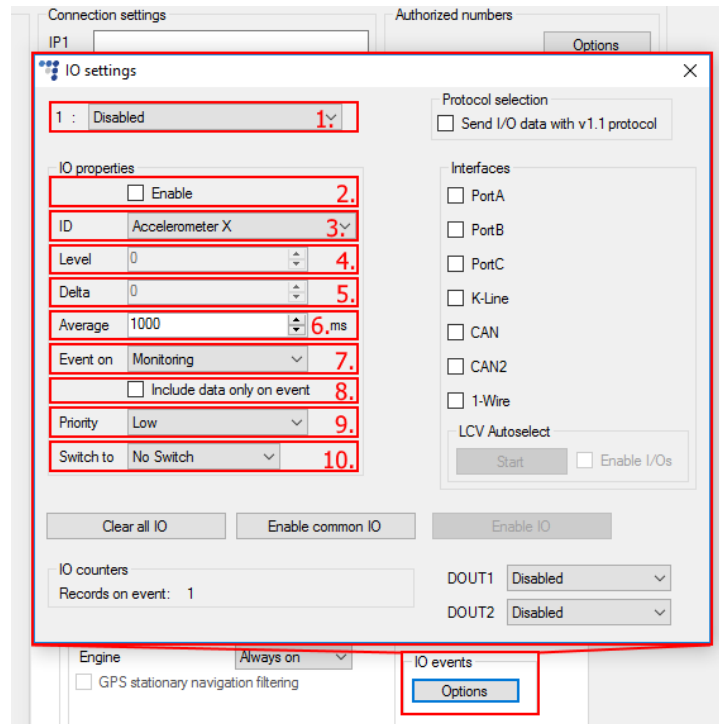 Connection settings
Authorized numbers
IP1
Options
IO settings
1 : Disabled 1.
Protocol selection
Send I/O data with v1.1 protocol
IO properties
Enable 2.
ID Accelerometer X 3.
Level 0 4.
Delta 0 5.
Average 1000 6. ms
Event on Monitoring 7.
Include data only on event 8.
Priority Low 9.
Switch to No Switch 10.
Interfaces
PortA
PortB
PortC
K-Line
CAN
CAN2
1-Wire
LCV Autoselect
Start Enable I/Os
Clear all IO Enable common IO Enable IO
IO counters
Records on event: 1
DOUT1 Disabled
DOUT2 Disabled
Engine Always on
GPS stationary navigation filtering
IO events
Options